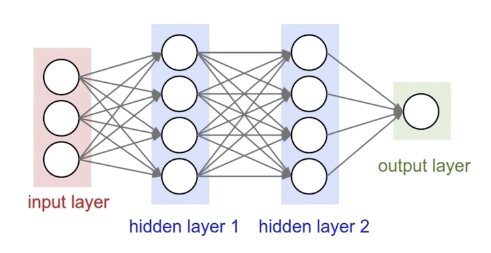 input layer
hidden layer 1
hidden layer 2
output layer